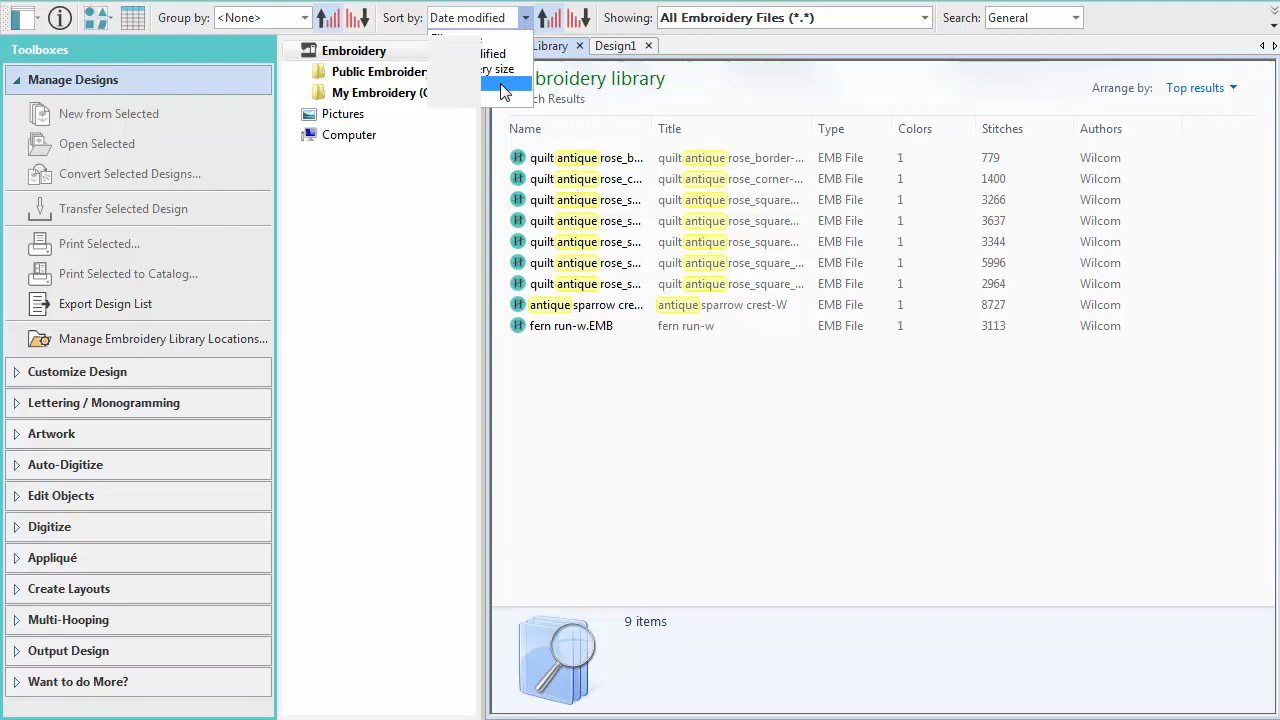 Group by: <None> Sort by: Date modified Showing: All Embroidery Files (*.*) Search: General
Toolboxes
Manage Designs
New from Selected
Open Selected
Convert Selected Designs...
Transfer Selected Design
Print Selected...
Print Selected to Catalog...
Export Design List
Manage Embroidery Library Locations...
Customize Design
Lettering / Monogramming
Artwork
Auto-Digitize
Edit Objects
Digitize
Appliqué
Create Layouts
Multi-Hooping
Output Design
Want to do More?
Embroidery
Public Embroidery
My Embroidery (
Pictures
Computer
ified
ry size
Library Design1
broidery library
ch Results
Arrange by: Top results
Name Title Type Colors Stitches Authors
quilt antique rose_b... quilt antique rose_border-... EMB File 1 779 Wilcom
quilt antique rose_c... quilt antique rose_corner-... EMB File 1 1400 Wilcom
quilt antique rose_s... quilt antique rose_square... EMB File 1 3266 Wilcom
quilt antique rose_s... quilt antique rose_square... EMB File 1 3637 Wilcom
quilt antique rose_s... quilt antique rose_square... EMB File 1 3344 Wilcom
quilt antique rose_s... quilt antique rose_square_... EMB File 1 5996 Wilcom
quilt antique rose_s... quilt antique rose_square_... EMB File 1 2964 Wilcom
antique sparrow cre... antique sparrow crest-W EMB File 1 8727 Wilcom
fern run-w.EMB fern run-w EMB File 1 3113 Wilcom
9 items